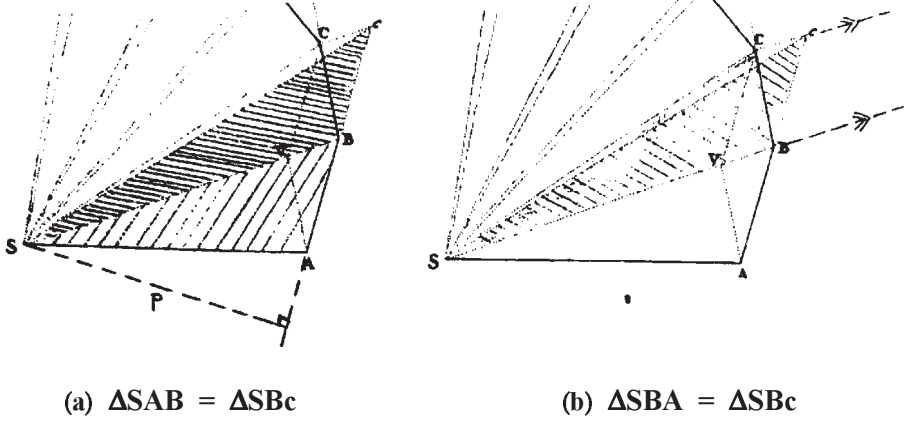 C c
V B
S A
P
C c
V B
S A
(a) ΔSAB = ΔSBc
(b) ΔSBA = ΔSBc